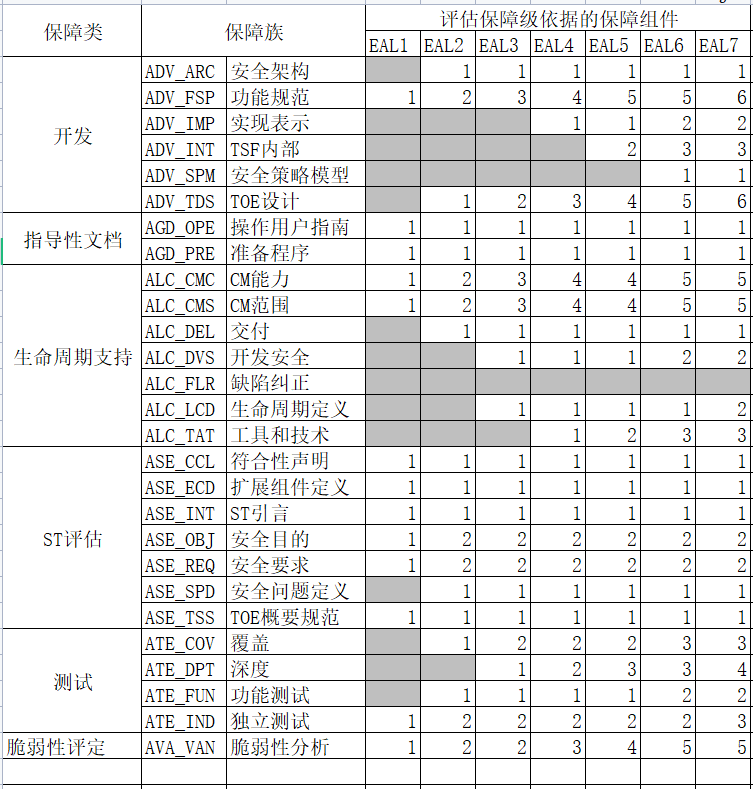 保障类 保障族 评估保障级依据的保障组件
EAL1 EAL2 EAL3 EAL4 EAL5 EAL6 EAL7
开发
ADV_ARC 安全架构 1 1 1 1 1 1
ADV_FSP 功能规范 1 2 3 4 5 5 6
ADV_IMP 实现表示 1 1 2 2
ADV_INT TSF内部 2 3 3
ADV_SPM 安全策略模型 1 1
ADV_TDS TOE设计 1 2 3 4 5 6
指导性文档
AGD_OPE 操作用户指南 1 1 1 1 1 1 1
AGD_PRE 准备程序 1 1 1 1 1 1 1
生命周期支持
ALC_CMC CM能力 1 2 3 4 4 5 5
ALC_CMS CM范围 1 2 3 4 4 5 5
ALC_DEL 交付 1 1 1 1 1 1
ALC_DVS 开发安全 1 1 1 2 2
ALC_FLR 缺陷纠正
ALC_LCD 生命周期定义 1 1 1 1 2
ALC_TAT 工具和技术 1 2 3 3
ST评估
ASE_CCL 符合性声明 1 1 1 1 1 1 1
ASE_ECD 扩展组件定义 1 1 1 1 1 1 1
ASE_INT ST引言 1 1 1 1 1 1 1
ASE_OBJ 安全目的 1 2 2 2 2 2 2
ASE_REQ 安全要求 1 2 2 2 2 2 2
ASE_SPD 安全问题定义 1 1 1 1 1 1
ASE_TSS TOE概要规范 1 1 1 1 1 1 1
测试
ATE_COV 覆盖 1 2 2 2 3 3
ATE_DPT 深度 1 2 3 3 4
ATE_FUN 功能测试 1 1 1 1 2 2
ATE_IND 独立测试 1 2 2 2 2 2 3
脆弱性评定 AVA_VAN 脆弱性分析 1 2 2 3 4 5 5